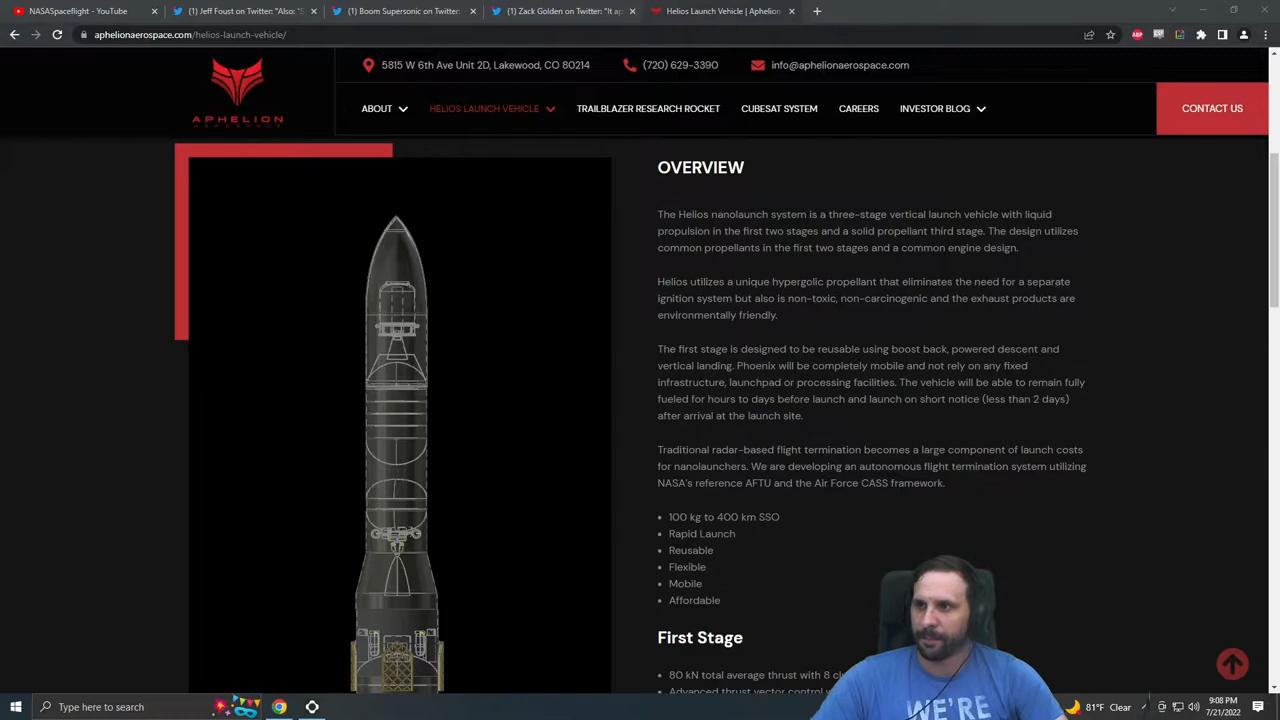 NASASpaceflight - YouTube
(1) Jeff Foust on Twitter: "Also: "S
(1) Boom Supersonic on Twitter:
(1) Zack Golden on Twitter: "It ap
Helios Launch Vehicle | Nanosat
aphelionaerospace.com/helios-launch-vehicle/
ABP
5815 W 6th Ave Unit 2D, Lakewood, CO 80214
(720) 629-3390
info@aphelionaerospace.com
APHELION
AEROSPACE
ABOUT
HELIOS LAUNCH VEHICLE
TRAILBLAZER RESEARCH ROCKET
CUBESAT SYSTEM
CAREERS
INVESTOR BLOG
CONTACT US
OVERVIEW
The Helios nanolaunch system is a three-stage vertical launch vehicle with liquid
propulsion in the first two stages and a solid propellant third stage. The design utilizes
common propellants in the first two stages and a common engine design.
Helios utilizes a unique hypergolic propellant that eliminates the need for a separate
ignition system but also is non-toxic, non-carcinogenic and the exhaust products are
environmentally friendly.
The first stage is designed to be reusable using boost back, powered descent and
vertical landing. Phoenix will be completely mobile and not rely on any fixed
infrastructure, launchpad or processing facilities. The vehicle will be able to remain fully
fueled for hours to days before launch and launch on short notice (less than 2 days)
after arrival at the launch site.
Traditional radar-based flight termination becomes a large component of launch costs
for nanolaunchers. We are developing an autonomous flight termination system utilizing
NASA's reference AFTU and the Air Force CASS framework.
• 100 kg to 400 km SSO
• Rapid Launch
• Reusable
• Flexible
• Mobile
• Affordable
First Stage
• 80 kN total average thrust with 8
• Advanced thrust vector control
WE'RE
Type here to search
81°F Clear
9:08 PM
7/21/2022